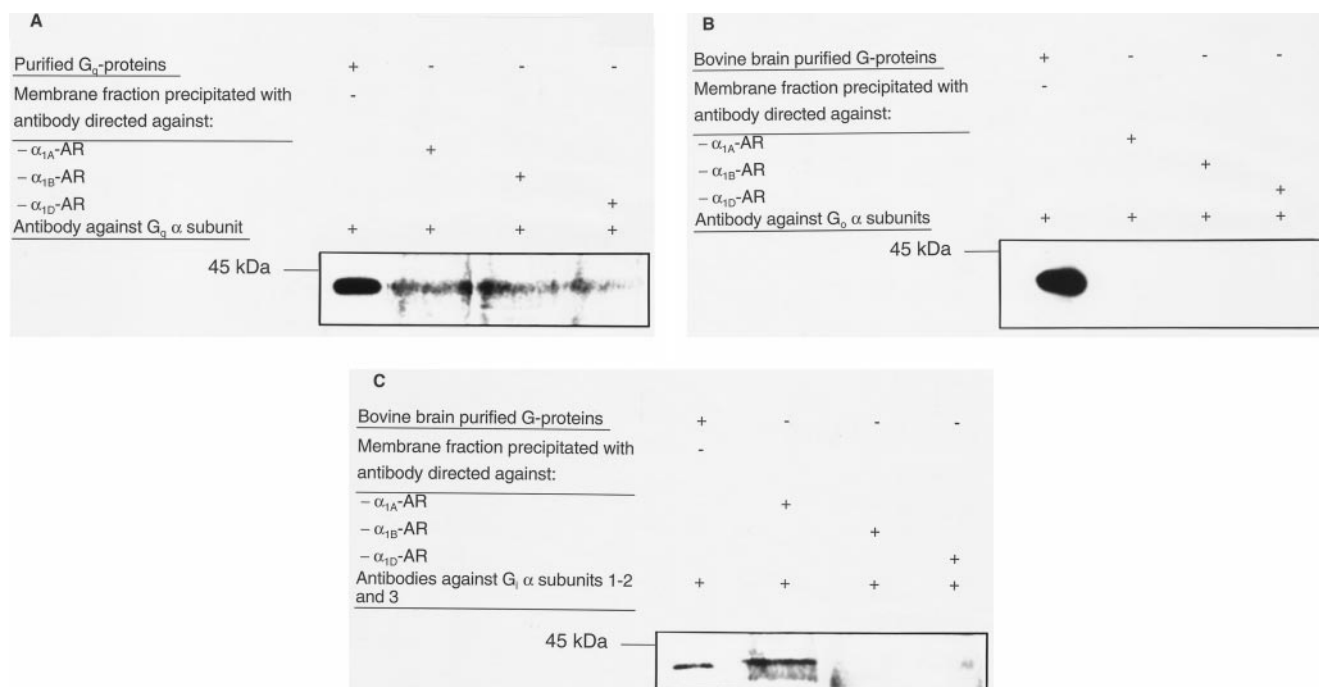 A
Purified Gq-proteins + - - -
Membrane fraction precipitated with -
antibody directed against:
– α1A-AR +
– α1B-AR +
– α1D-AR +
Antibody against Gq α subunit + + + +
45 kDa
B
Bovine brain purified G-proteins + - - -
Membrane fraction precipitated with -
antibody directed against:
– α1A-AR +
– α1B-AR +
– α1D-AR +
Antibody against Go α subunits + + + +
45 kDa
C
Bovine brain purified G-proteins + - - -
Membrane fraction precipitated with -
antibody directed against:
– α1A-AR +
– α1B-AR +
– α1D-AR +
Antibodies against Gi α subunits 1-2 + + + +
and 3
45 kDa